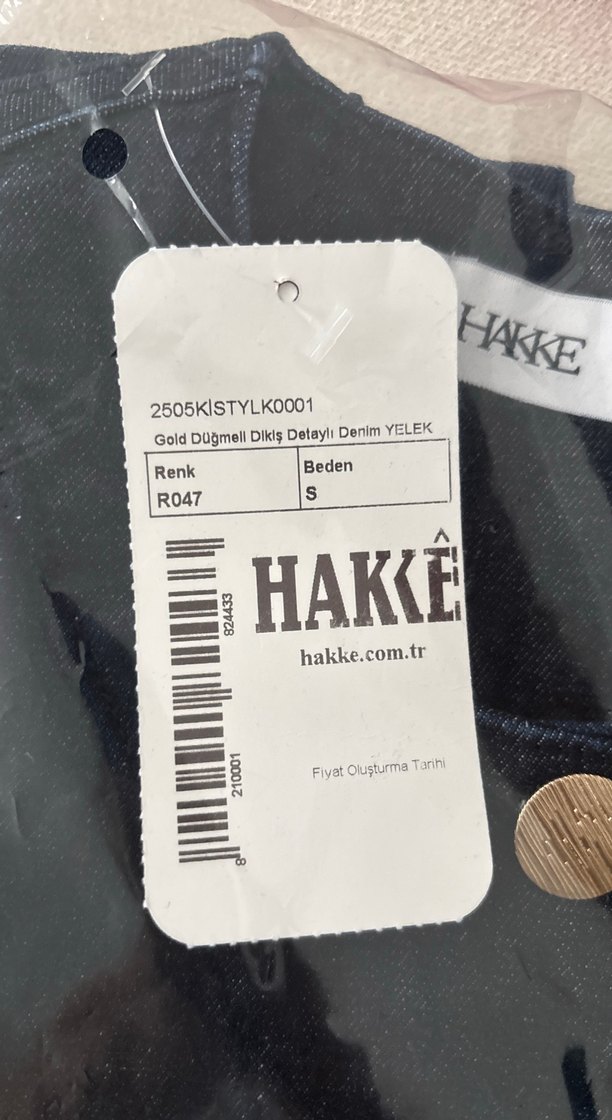 2505KİSTYLK0001
Gold Düğmeli Dikiş Detaylı Denim YELEK
Renk
Beden
R047
S
HAKKÊ
hakke.com.tr
Fiyat Oluşturma Tarihi
8 210001 824433
HAKKE